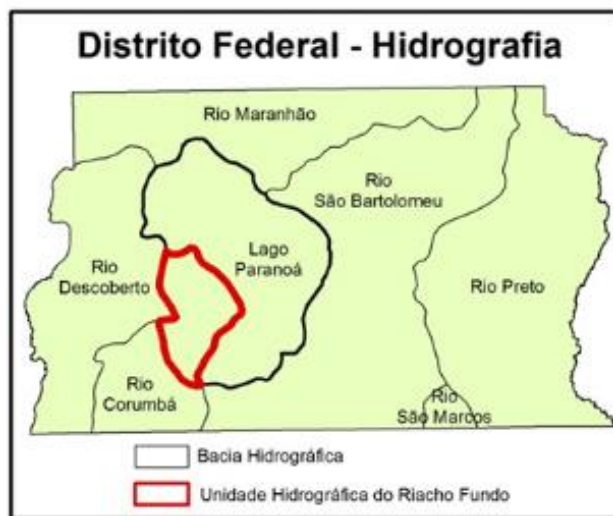 Distrito Federal - Hidrografia
Rio Maranhão
Rio
São Bartolomeu
Lago
Paranoá
Rio
Descoberto
Rio Preto
Rio
Corumbá
Rio
São Marcos
Bacia Hidrográfica
Unidade Hidrográfica do Riacho Fundo